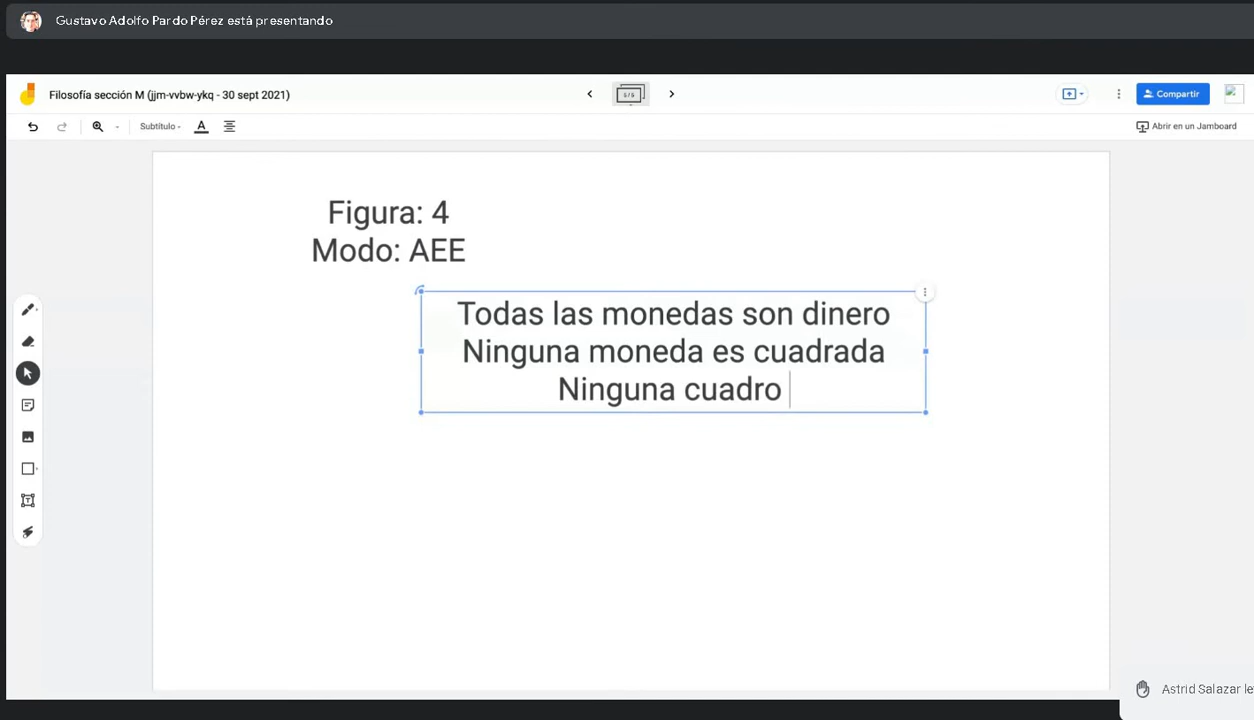 Gustavo Adolfo Pardo Pérez está presentando
Filosofía sección M (jjm-vvbw-ykq - 30 sept 2021)
5/5
Compartir
Subtítulo
A
Abrir en un Jamboard
Figura: 4
Modo: AEE
Todas las monedas son dinero
Ninguna moneda es cuadrada
Ninguna cuadro
Astrid Salazar le